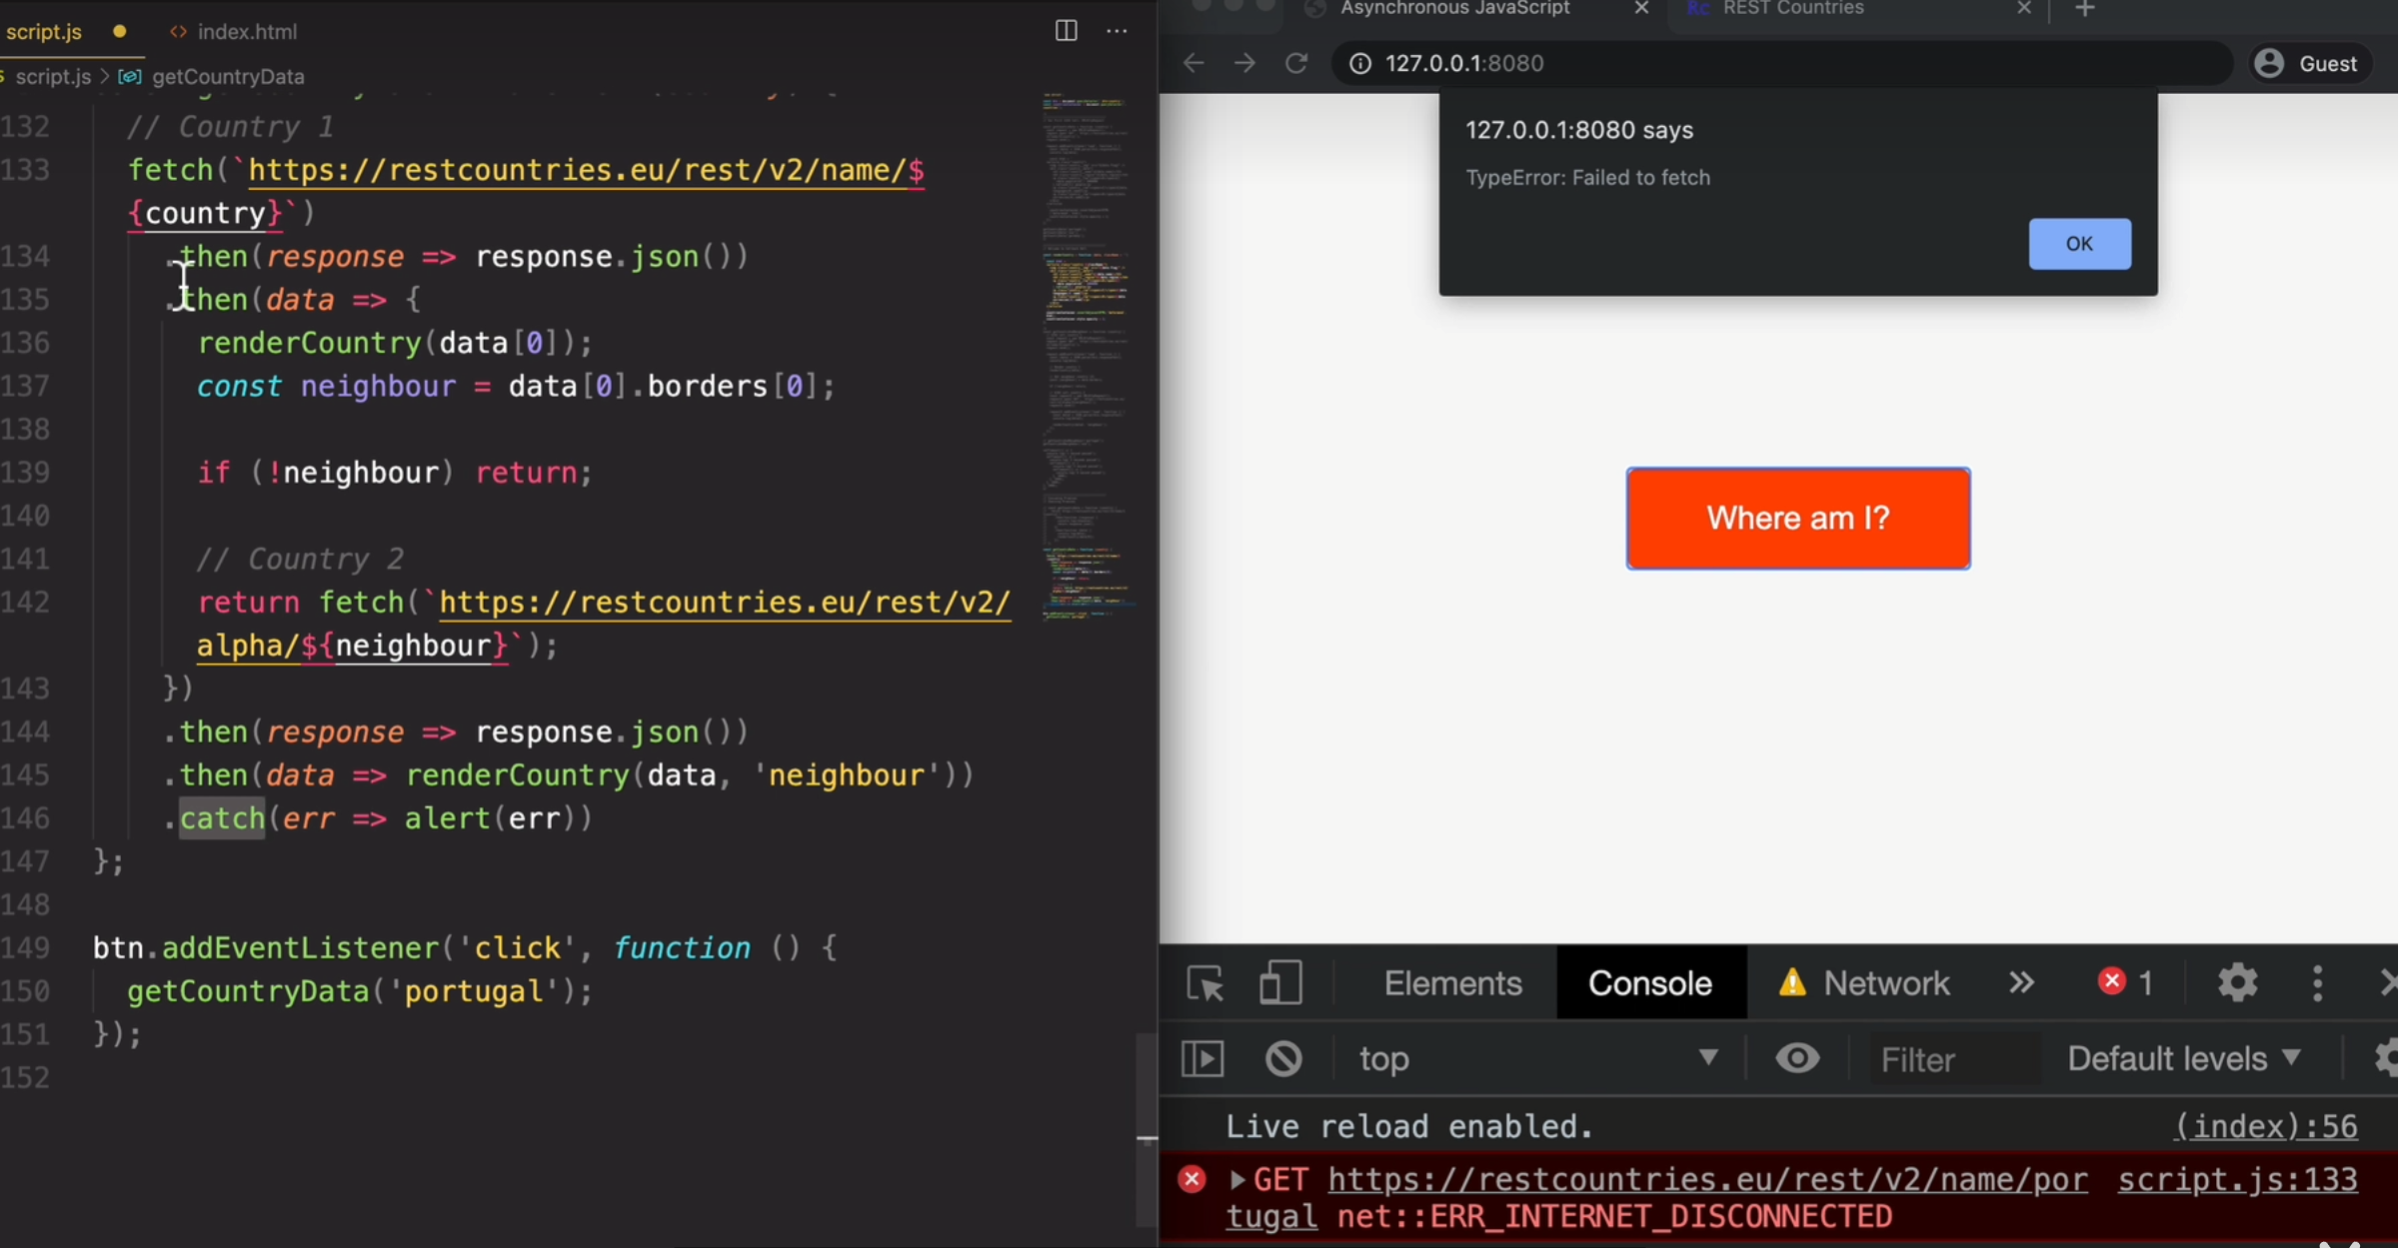 script.js
index.html
script.js > getCountryData
132 // Country 1
133 fetch(`https://restcountries.eu/rest/v2/name/$
{country}`)
134 .then(response => response.json())
135 .then(data => {
136 renderCountry(data[0]);
137 const neighbour = data[0].borders[0];
138
139 if (!neighbour) return;
140
141 // Country 2
142 return fetch(`https://restcountries.eu/rest/v2/
alpha/${neighbour}`);
143 })
144 .then(response => response.json())
145 .then(data => renderCountry(data, 'neighbour'))
146 .catch(err => alert(err))
147 };
148
149 btn.addEventListener('click', function () {
150 getCountryData('portugal');
151 });
152
Asynchronous JavaScript
Rc REST Countries
127.0.0.1:8080
Guest
127.0.0.1:8080 says
TypeError: Failed to fetch
OK
Where am I?
Elements Console Network 1
top Filter Default levels
Live reload enabled. (index):56
GET https://restcountries.eu/rest/v2/name/por script.js:133
tugal net::ERR_INTERNET_DISCONNECTED